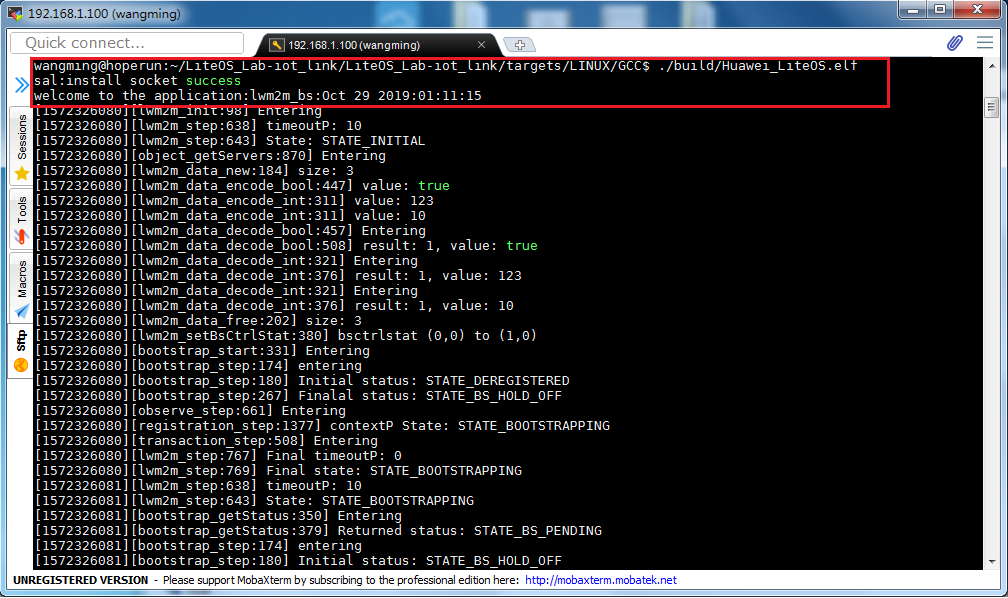 192.168.1.100 (wangming)
Quick connect...
192.168.1.100 (wangming)
Sessions
Tools
Macros
Sftp
wangming@hoperun:~/LiteOS_Lab-iot_link/LiteOS_Lab-iot_link/targets/LINUX/GCC$ ./build/Huawei_LiteOS.elf
sal:install socket success
welcome to the application:lwm2m_bs:Oct 29 2019:01:11:15
[1572326080][lwm2m_init:98] Entering
[1572326080][lwm2m_step:638] timeoutP: 10
[1572326080][lwm2m_step:643] State: STATE_INITIAL
[1572326080][object_getServers:870] Entering
[1572326080][lwm2m_data_new:184] size: 3
[1572326080][lwm2m_data_encode_bool:447] value: true
[1572326080][lwm2m_data_encode_int:311] value: 123
[1572326080][lwm2m_data_encode_int:311] value: 10
[1572326080][lwm2m_data_decode_bool:457] Entering
[1572326080][lwm2m_data_decode_bool:508] result: 1, value: true
[1572326080][lwm2m_data_decode_int:321] Entering
[1572326080][lwm2m_data_decode_int:376] result: 1, value: 123
[1572326080][lwm2m_data_decode_int:321] Entering
[1572326080][lwm2m_data_decode_int:376] result: 1, value: 10
[1572326080][lwm2m_data_free:202] size: 3
[1572326080][lwm2m_setBsCtrlStat:380] bsctrlstat (0,0) to (1,0)
[1572326080][bootstrap_start:331] Entering
[1572326080][bootstrap_step:174] entering
[1572326080][bootstrap_step:180] Initial status: STATE_DEREGISTERED
[1572326080][bootstrap_step:267] Finalal status: STATE_BS_HOLD_OFF
[1572326080][observe_step:661] Entering
[1572326080][registration_step:1377] contextP State: STATE_BOOTSTRAPPING
[1572326080][transaction_step:508] Entering
[1572326080][lwm2m_step:767] Final timeoutP: 0
[1572326080][lwm2m_step:769] Final state: STATE_BOOTSTRAPPING
[1572326081][lwm2m_step:638] timeoutP: 10
[1572326081][lwm2m_step:643] State: STATE_BOOTSTRAPPING
[1572326081][bootstrap_getStatus:350] Entering
[1572326081][bootstrap_getStatus:379] Returned status: STATE_BS_PENDING
[1572326081][bootstrap_step:174] entering
[1572326081][bootstrap_step:180] Initial status: STATE_BS_HOLD_OFF
UNREGISTERED VERSION - Please support MobaXterm by subscribing to the professional edition here: http://mobaxterm.mobatek.net